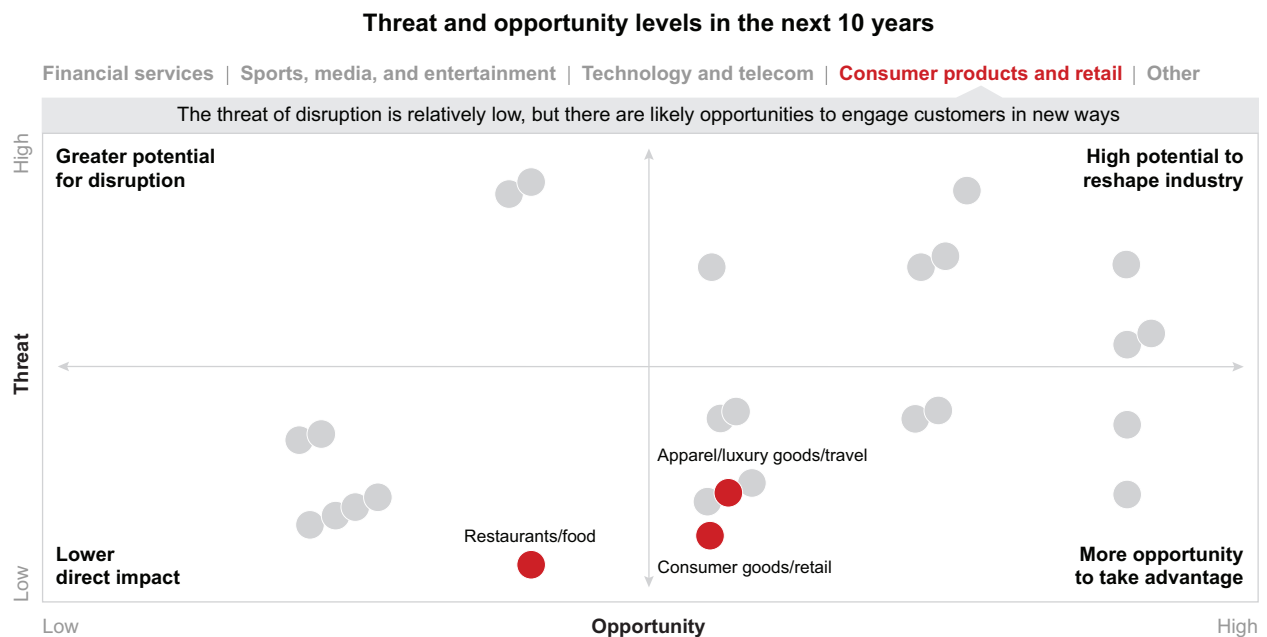 Threat and opportunity levels in the next 10 years
Financial services | Sports, media, and entertainment | Technology and telecom | Consumer products and retail | Other
The threat of disruption is relatively low, but there are likely opportunities to engage customers in new ways
High
Greater potential
for disruption
High potential to
reshape industry
Threat
Apparel/luxury goods/travel
Restaurants/food
Consumer goods/retail
Lower
direct impact
More opportunity
to take advantage
Low
Low
Opportunity
High